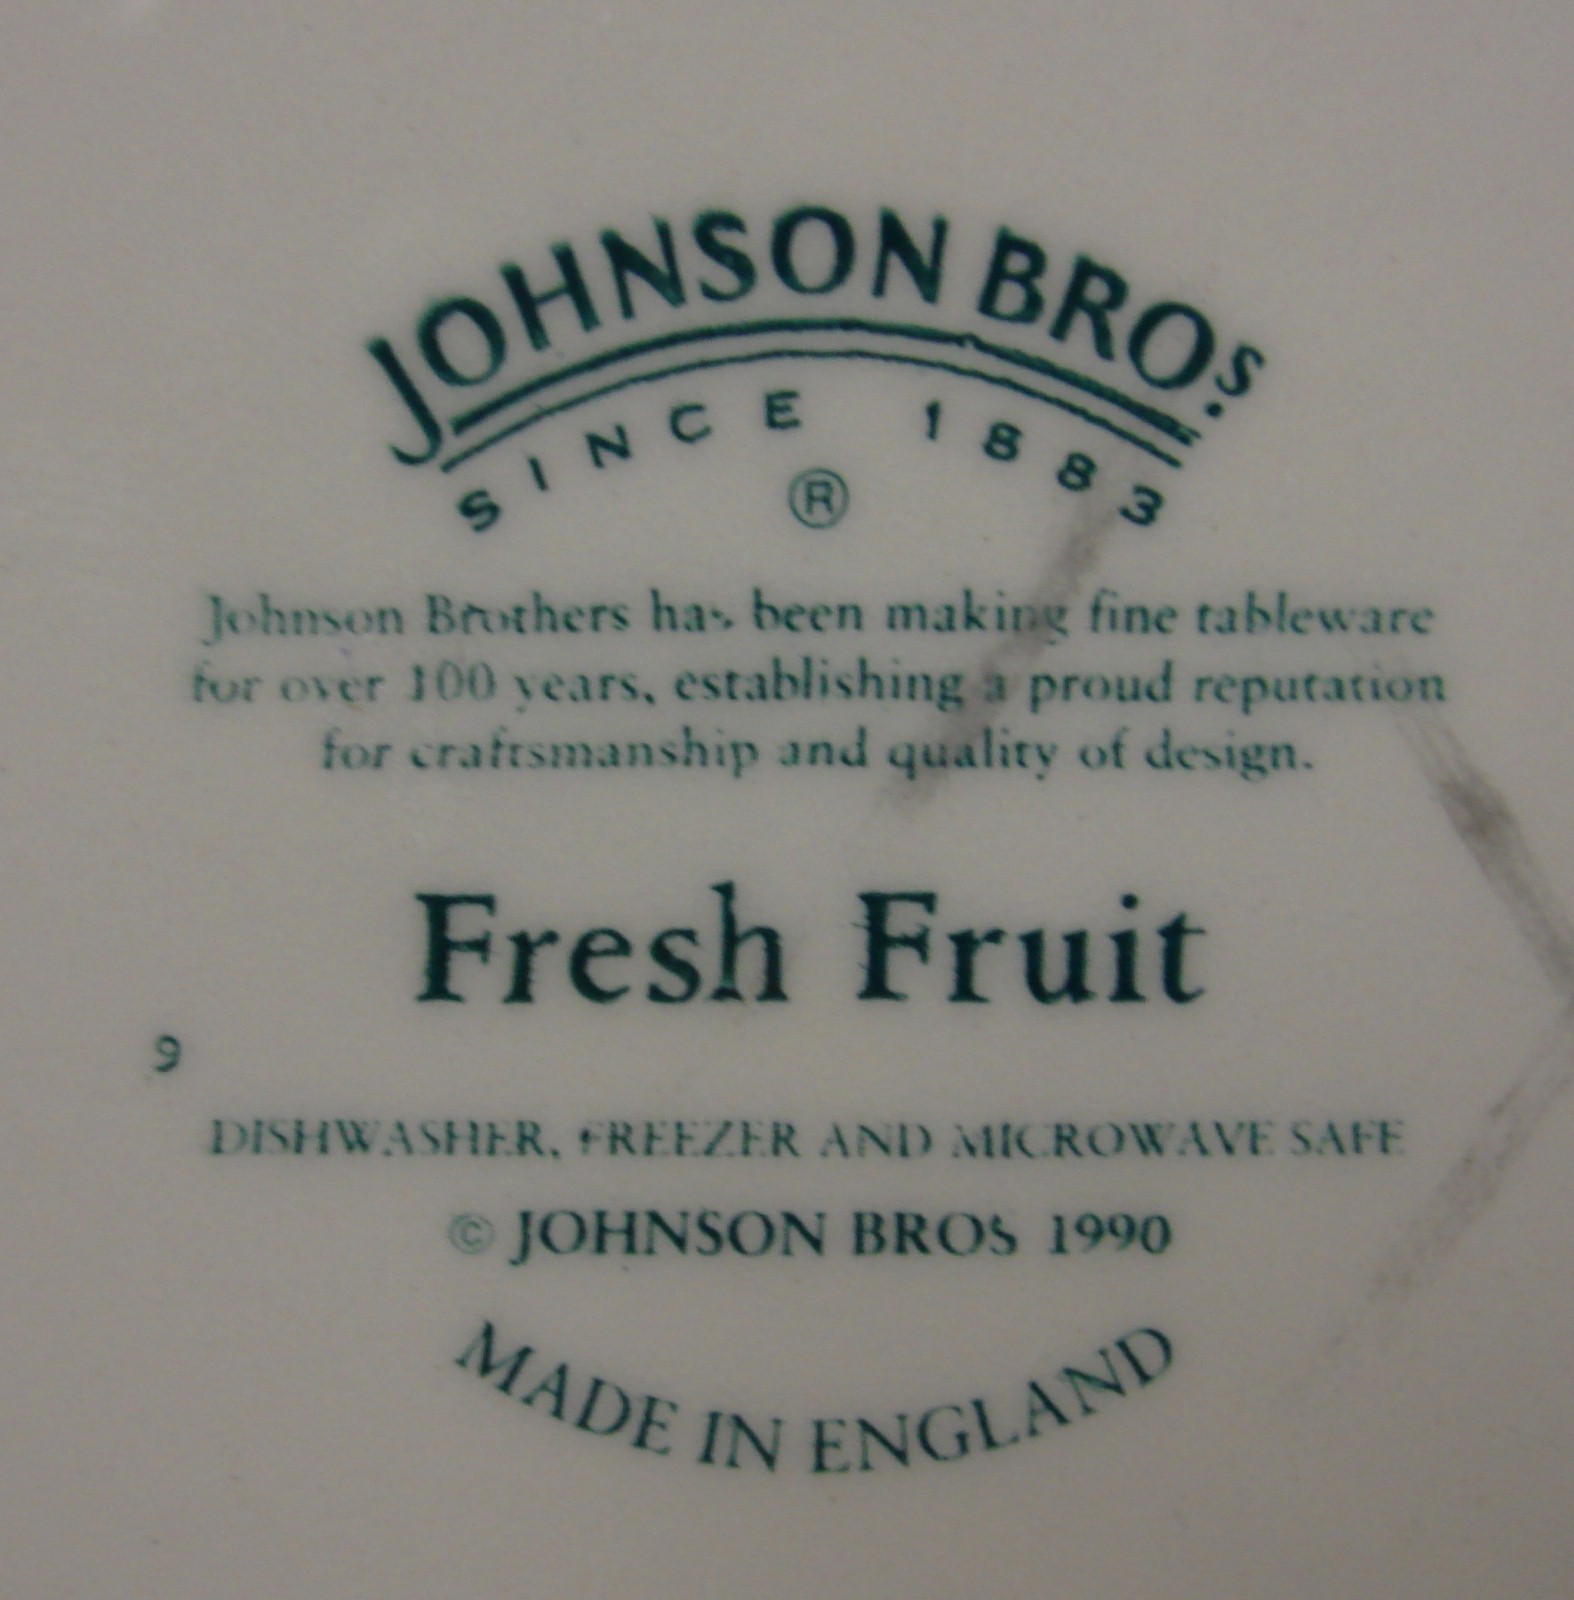 JOHNSON BROS.
SINCE 1883
®
Johnson Brothers has been making fine tableware
for over 100 years, establishing a proud reputation
for craftsmanship and quality of design.
Fresh Fruit
9
DISHWASHER, FREEZER AND MICROWAVE SAFE
© JOHNSON BROS 1990
MADE IN ENGLAND